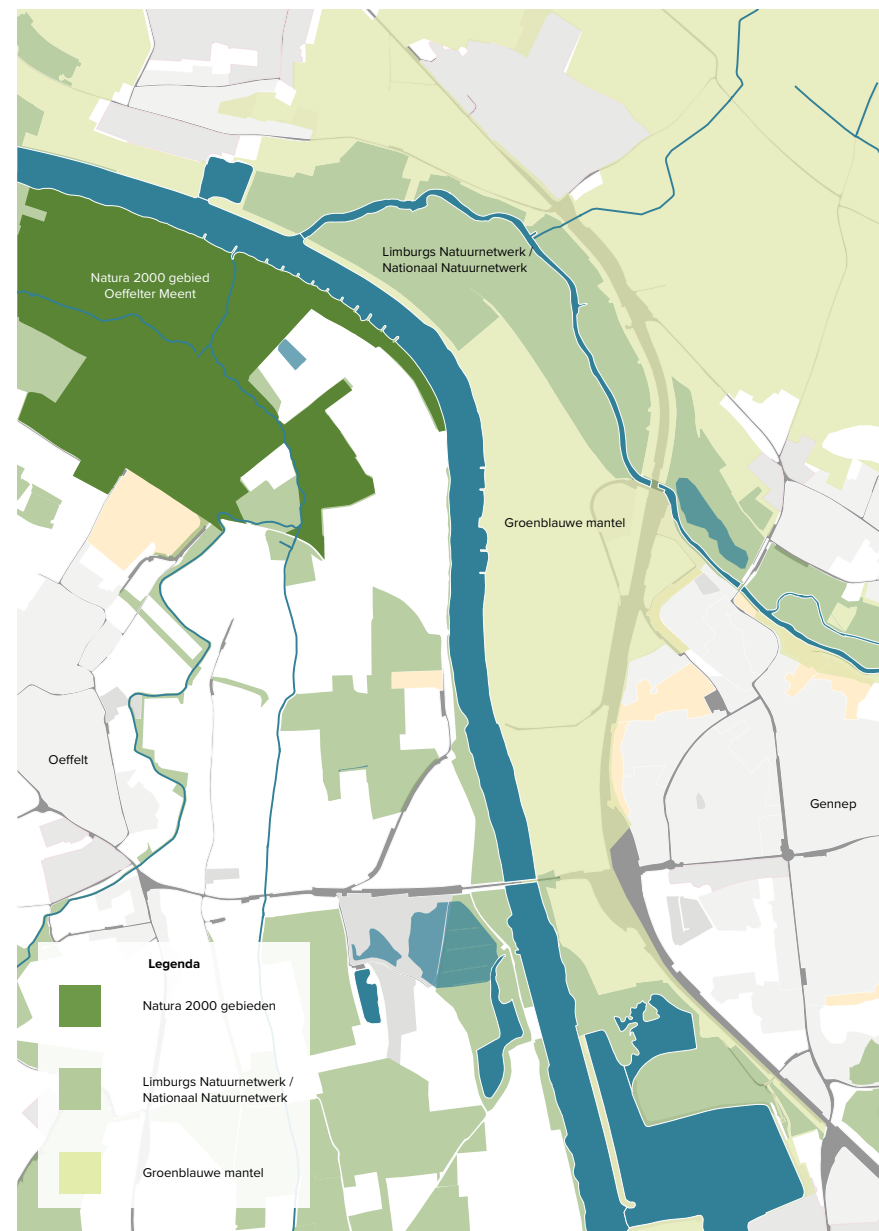 Natura 2000 gebied
Oeffelter Meent
Limburgs Natuurnetwerk /
Nationaal Natuurnetwerk
Groenblauwe mantel
Oeffelt
Gennep
Legenda
Natura 2000 gebieden
Limburgs Natuurnetwerk /
Nationaal Natuurnetwerk
Groenblauwe mantel